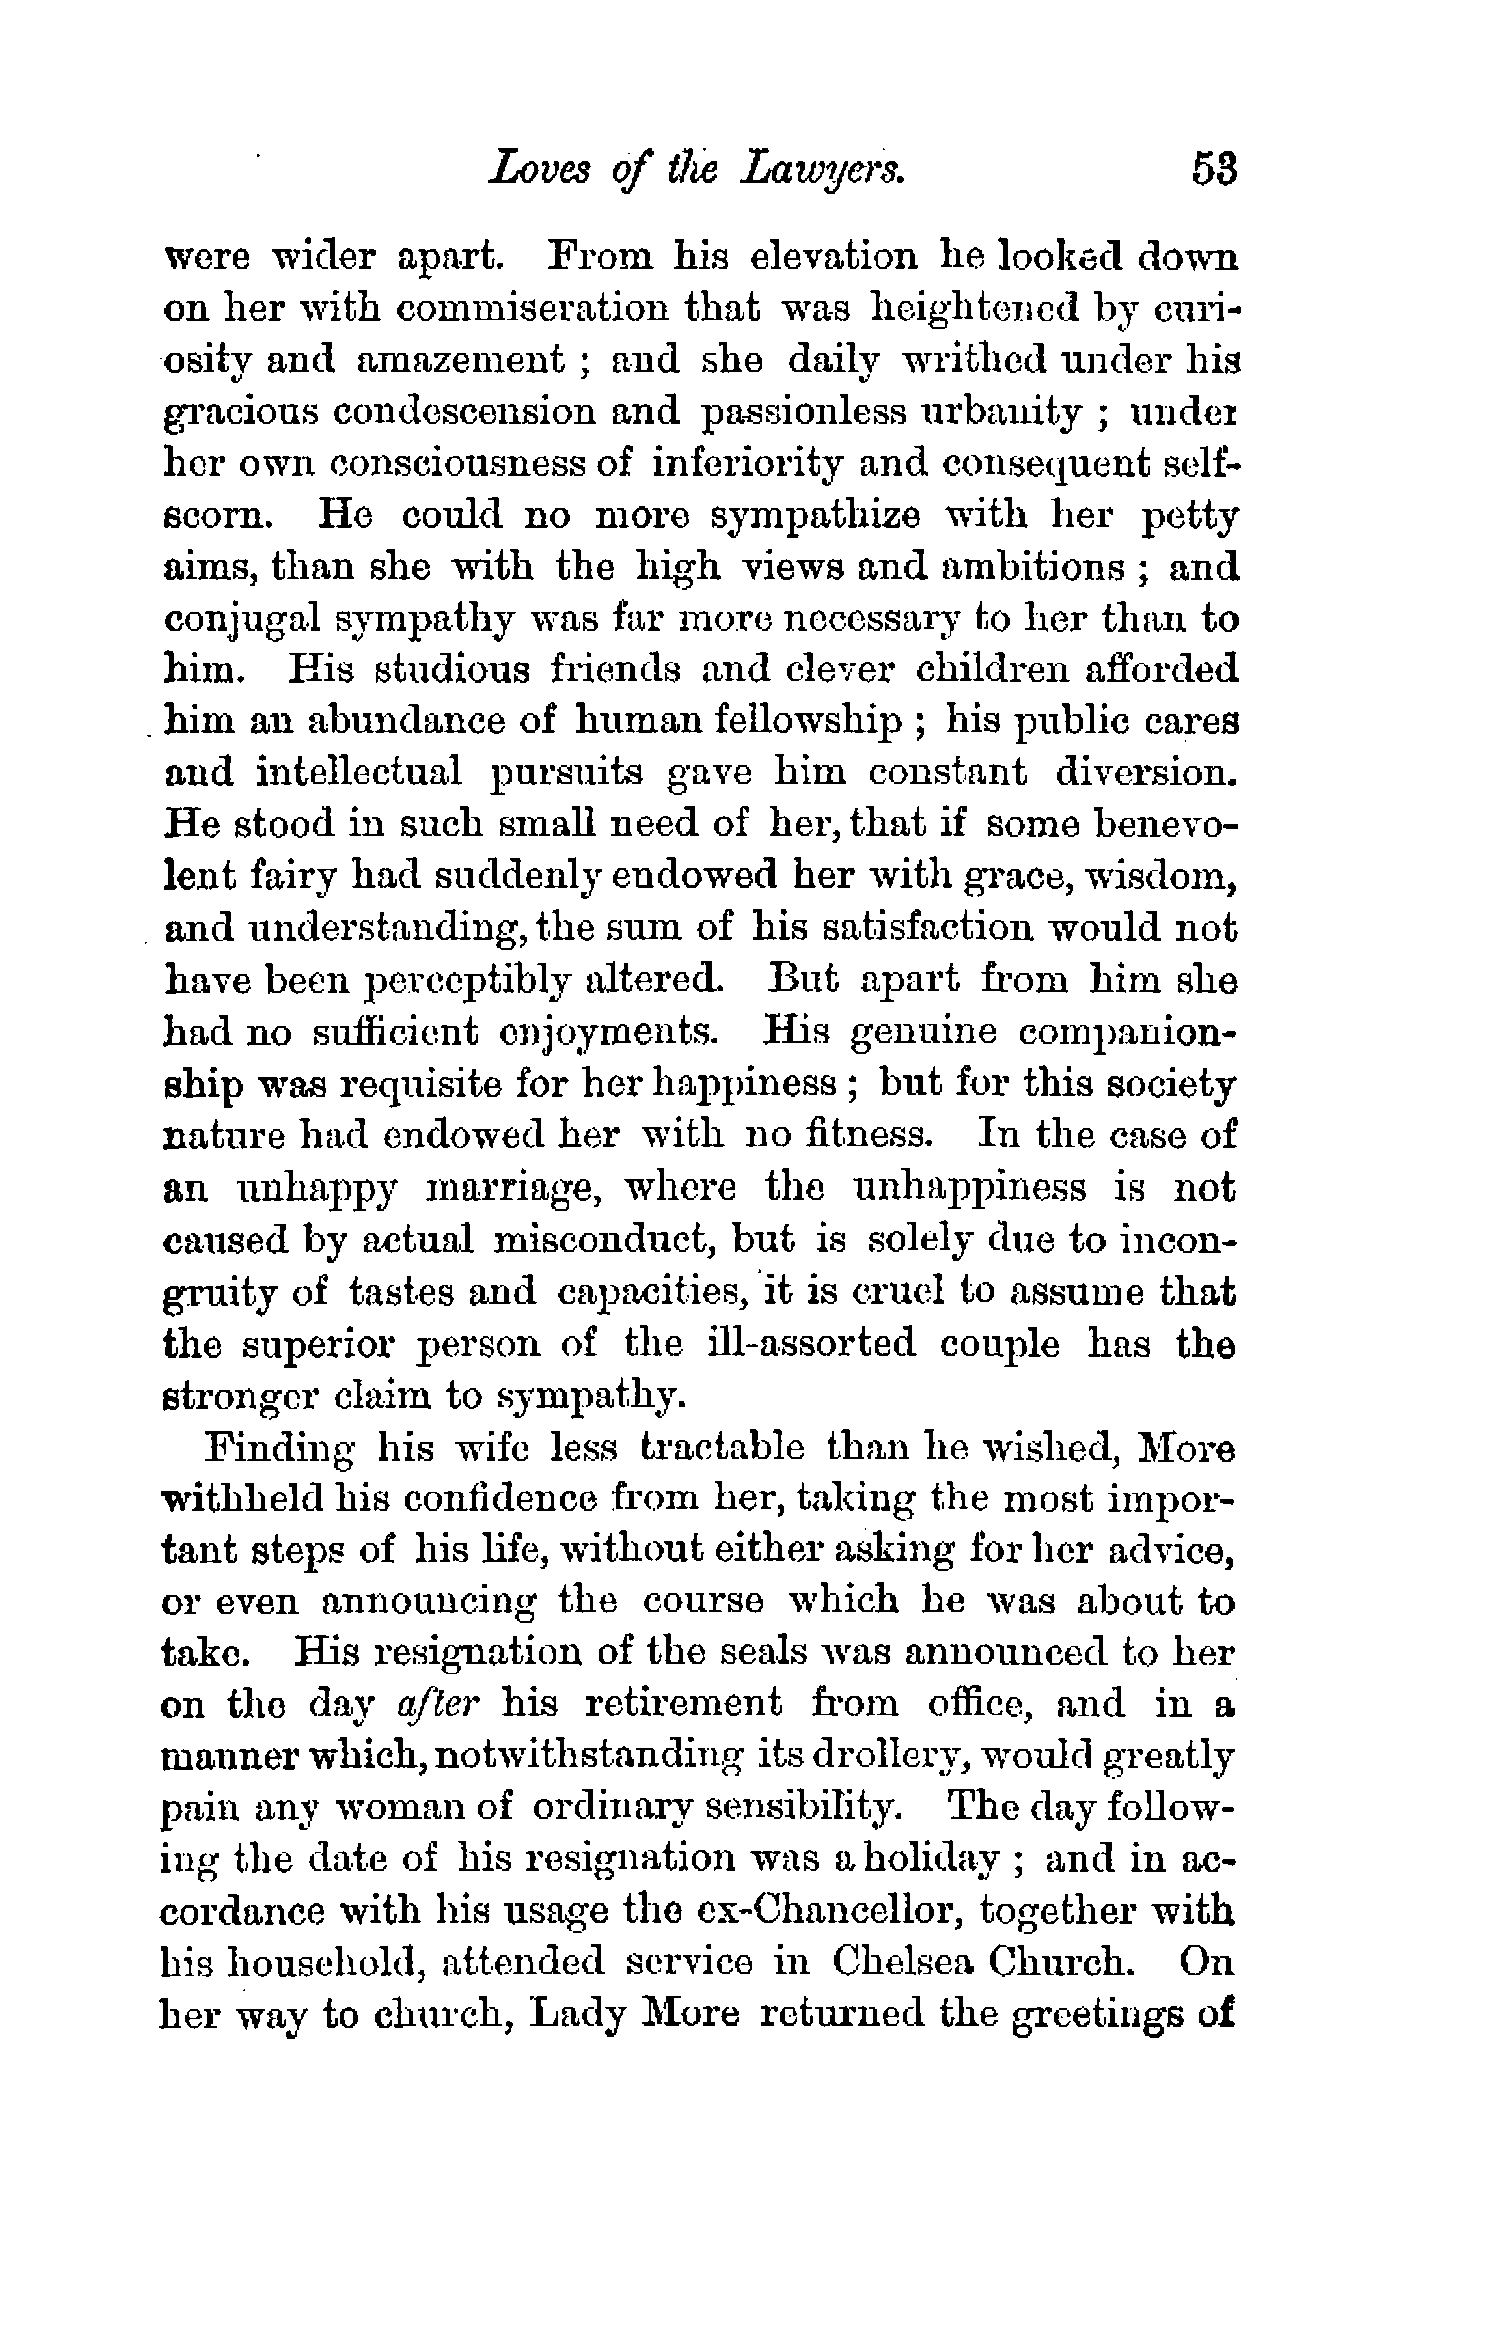 Loves of the Lawyers. 53
were wider apart. From his elevation he looked down
on her with commiseration that was heightened by curi-
osity and amazement ; and she daily writhed under his
gracious condescension and passionless urbanity ; under
her own consciousness of inferiority and consequent self-
scorn. He could no more sympathize with her petty
aims, than she with the high views and ambitions ; and
conjugal sympathy was far more necessary to her than to
him. His studious friends and clever children afforded
him an abundance of human fellowship ; his public cares
and intellectual pursuits gave him constant diversion.
He stood in such small need of her, that if some benevo-
lent fairy had suddenly endowed her with grace, wisdom,
and understanding, the sum of his satisfaction would not
have been perceptibly altered. But apart from him she
had no sufficient enjoyments. His genuine companion-
ship was requisite for her happiness ; but for this society
nature had endowed her with no fitness. In the case of
an unhappy marriage, where the unhappiness is not
caused by actual misconduct, but is solely due to incon-
gruity of tastes and capacities, it is cruel to assume that
the superior person of the ill-assorted couple has the
stronger claim to sympathy.
Finding his wife less tractable than he wished, More
withheld his confidence from her, taking the most impor-
tant steps of his life, without either asking for her advice,
or even announcing the course which he was about to
take. His resignation of the seals was announced to her
on the day after his retirement from office, and in a
manner which, notwithstanding its drollery, would greatly
pain any woman of ordinary sensibility. The day follow-
ing the date of his resignation was a holiday ; and in ac-
cordance with his usage the ex-Chancellor, together with
his household, attended service in Chelsea Church. On
her way to church, Lady More returned the greetings of